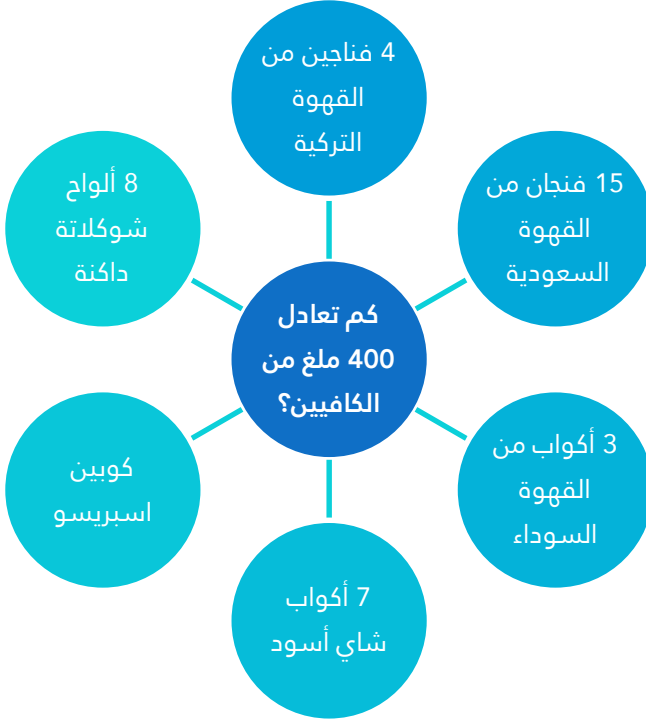 4 فناجين من
القهوة
التركية
15 فنجان من
القهوة
السعودية
3 أكواب من
القهوة
السوداء
7 أكواب
شاي أسود
كوبين
اسبريسو
8 ألواح
شوكلاتة
داكنة
كم تعادل
400 ملغ من
الكافيين؟